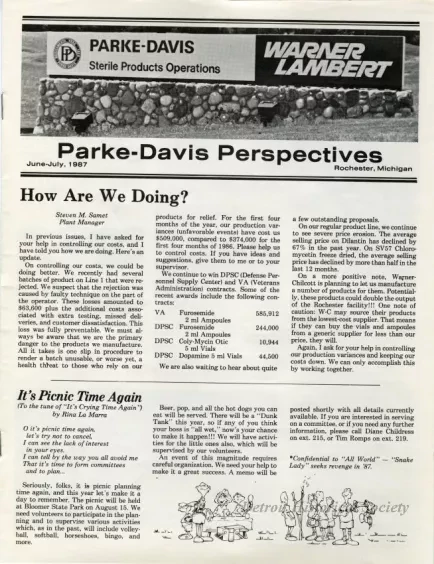 PARKE-DAVIS
Sterile Products Operations
WARNER
LAMBERT
Parke-Davis Perspectives
June-July, 1987
Rochester, Michigan
How Are We Doing?
Steven M. Samet
Plant Manager
In previous issues, I have asked for
your help in controlling our costs, and I
have told you how we are doing. Here's an
update.
On controlling our costs, we could be
doing better. We recently had several
batches of product on Line 1 that were re-
jected. We suspect that the rejection was
caused by faulty technique on the part of
the operator. These losses amounted to
$63,000 plus the additional costs asso-
ciated with extra testing, missed deli-
veries, and customer dissatisfaction. This
loss was fully preventable. We must al-
ways be aware that we are the primary
danger to the products we manufacture.
All it takes is one slip in procedure to
render a batch unusable, or worse yet, a
health threat to those who rely on our
products for relief. For the first four
months of the year, our production var-
iances (unfavorable events) have cost us
$509,000, compared to $374,000 for the
first four months of 1986. Please help us
to control costs. If you have ideas and
suggestions, give them to me or to your
supervisor.
We continue to win DPSC (Defense Per-
sonnel Supply Center) and VA (Veterans
Administration) contracts. Some of the
recent awards include the following con-
tracts:
VA Furosemide 585,912
2 ml Ampoules
DPSC Furosemide 244,000
2 ml Ampoules
DPSC Coly-Mycin Otic 10,944
5 ml Vials
DPSC Dopamine 5 ml Vials 44,500
We are also waiting to hear about quite
a few outstanding proposals.
On our regular product line, we continue
to see severe price erosion. The average
selling price on Dilantin has declined by
67% in the past year. On SV57 Chloro-
mycetin freeze dried, the average selling
price has declined by more than half in the
last 12 months.
On a more positive note, Warner-
Chilcott is planning to let us manufacture
a number of products for them. Potential-
ly, these products could double the output
of the Rochester facility!!! One note of
caution: W-C may source their products
from the lowest-cost supplier. That means
if they can buy the vials and ampoules
from a generic supplier for less than our
price, they will.
Again, I ask for your help in controlling
our production variances and keeping our
costs down. We can only accomplish this
by working together.
It's Picnic Time Again
(To the tune of "It's Crying Time Again")
by Rina La Marra
O it's picnic time again,
let's try not to cancel,
I can see the lack of interest
in your eyes.
I can tell by the way you all avoid me
That it's time to form committees
and to plan...
Seriously, folks, it is picnic planning
time again, and this year let's make it a
day to remember. The picnic will be held
at Bloomer State Park on August 15. We
need volunteers to participate in the plan-
ning and to supervise various activities
which, as in the past, will include volley-
ball, softball, horseshoes, bingo, and
more.
Beer, pop, and all the hot dogs you can
eat will be served. There will be a "Dunk
Tank" this year, so if any of you think
your boss is "all wet," now's your chance
to make it happen!!! We will have activi-
ties for the little ones also, which will be
supervised by our volunteers.
An event of this magnitude requires
careful organization. We need your help to
make it a great success. A memo will be
posted shortly with all details currently
available. If you are interested in serving
on a committee, or if you need any further
information, please call Diane Children
on ext. 215, or Tim Romps on ext. 219.
*Confidential to "All World" — "Snake
Lady" seeks revenge in '87.
Detroit Historical Society